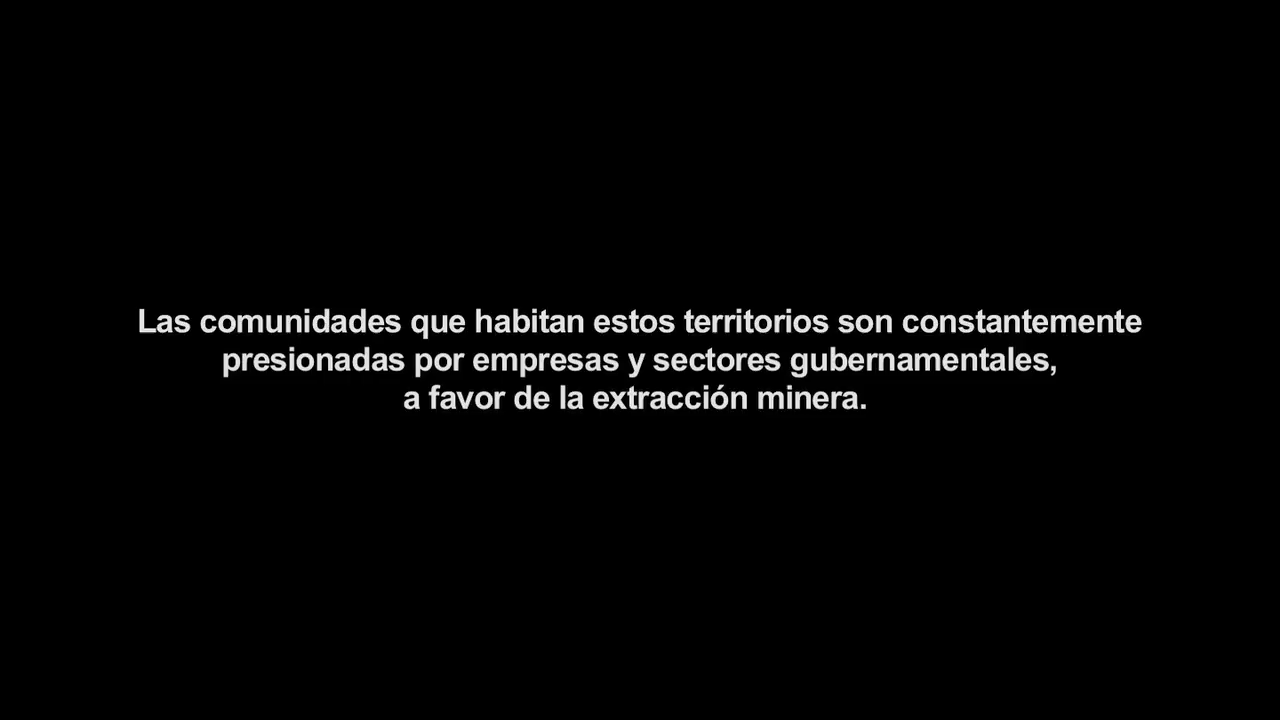 Las comunidades que habitan estos territorios son constantemente
presionadas por empresas y sectores gubernamentales,
a favor de la extracción minera.